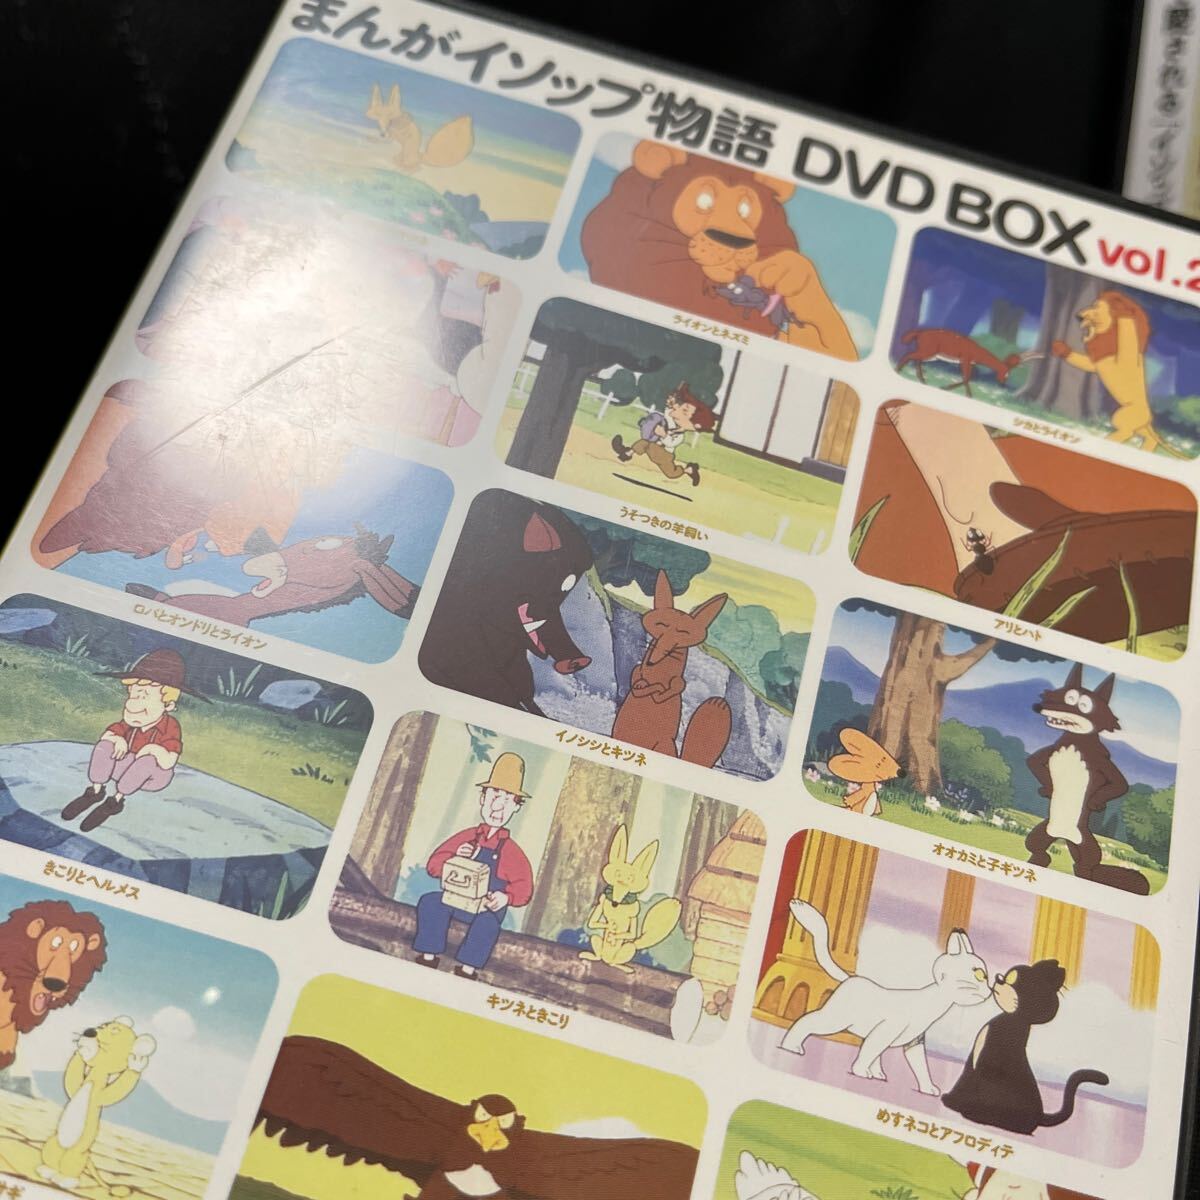 まんがイソップ物語 DVD BOX vol.2
ライオンとネズミ
シカとライオン
うそつきの羊飼い
アリとハト
ロバとオンドリとライオン
イノシシとキツネ
オオカミと子ギツネ
きこりとヘルメス
キツネときこり
めすネコとアフロディテ